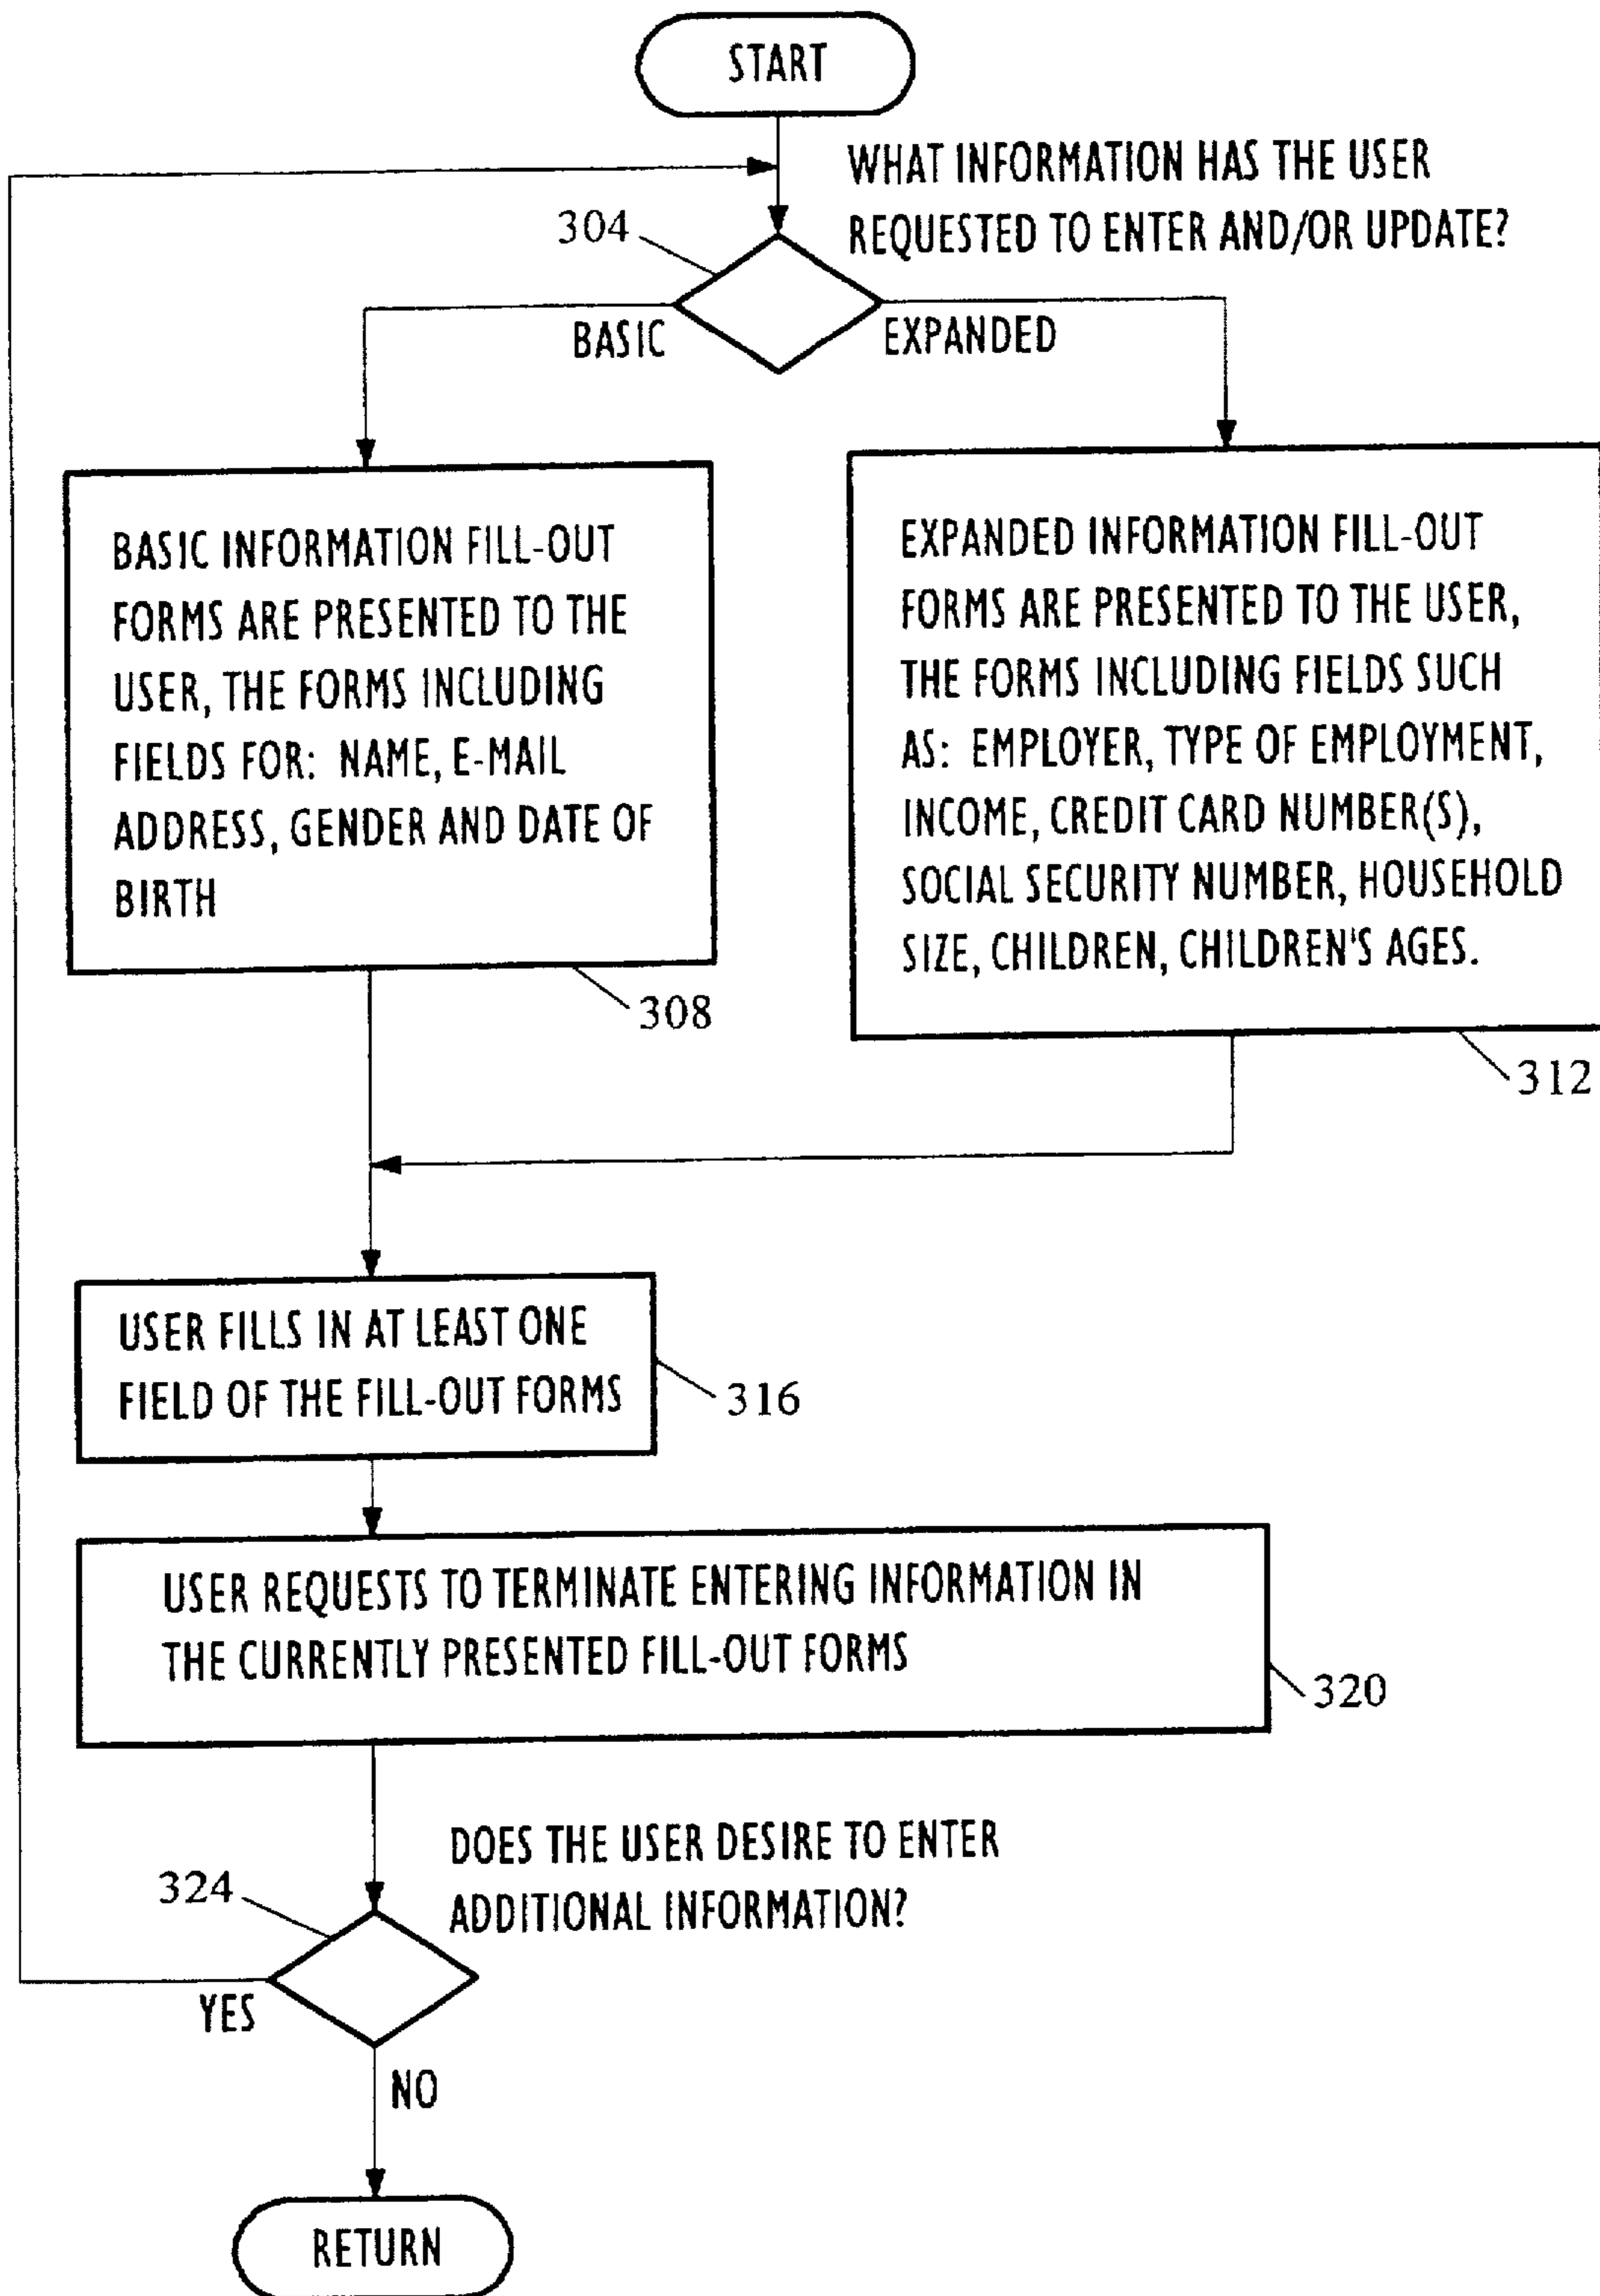 START
WHAT INFORMATION HAS THE USER
REQUESTED TO ENTER AND/OR UPDATE?
304
BASIC
EXPANDED
BASIC INFORMATION FILL-OUT
FORMS ARE PRESENTED TO THE
USER, THE FORMS INCLUDING
FIELDS FOR: NAME, E-MAIL
ADDRESS, GENDER AND DATE OF
BIRTH
308
EXPANDED INFORMATION FILL-OUT
FORMS ARE PRESENTED TO THE USER,
THE FORMS INCLUDING FIELDS SUCH
AS: EMPLOYER, TYPE OF EMPLOYMENT,
INCOME, CREDIT CARD NUMBER(S),
SOCIAL SECURITY NUMBER, HOUSEHOLD
SIZE, CHILDREN, CHILDREN'S AGES.
312
USER FILLS IN AT LEAST ONE
FIELD OF THE FILL-OUT FORMS
316
USER REQUESTS TO TERMINATE ENTERING INFORMATION IN
THE CURRENTLY PRESENTED FILL-OUT FORMS
320
DOES THE USER DESIRE TO ENTER
ADDITIONAL INFORMATION?
324
YES
NO
RETURN